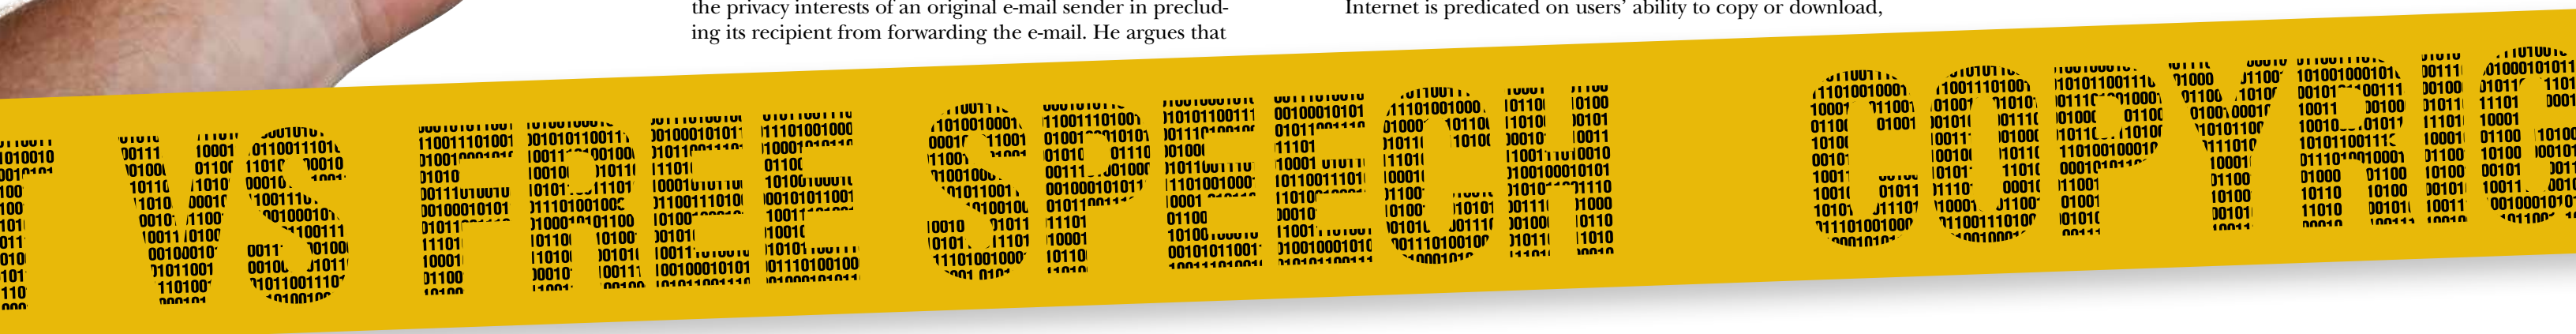 the privacy interests of an original e-mail sender in preclud-
ing its recipient from forwarding the e-mail. He argues that
Internet is predicated on users' ability to copy or download,
T VS FREE SPEECH COPYRIG